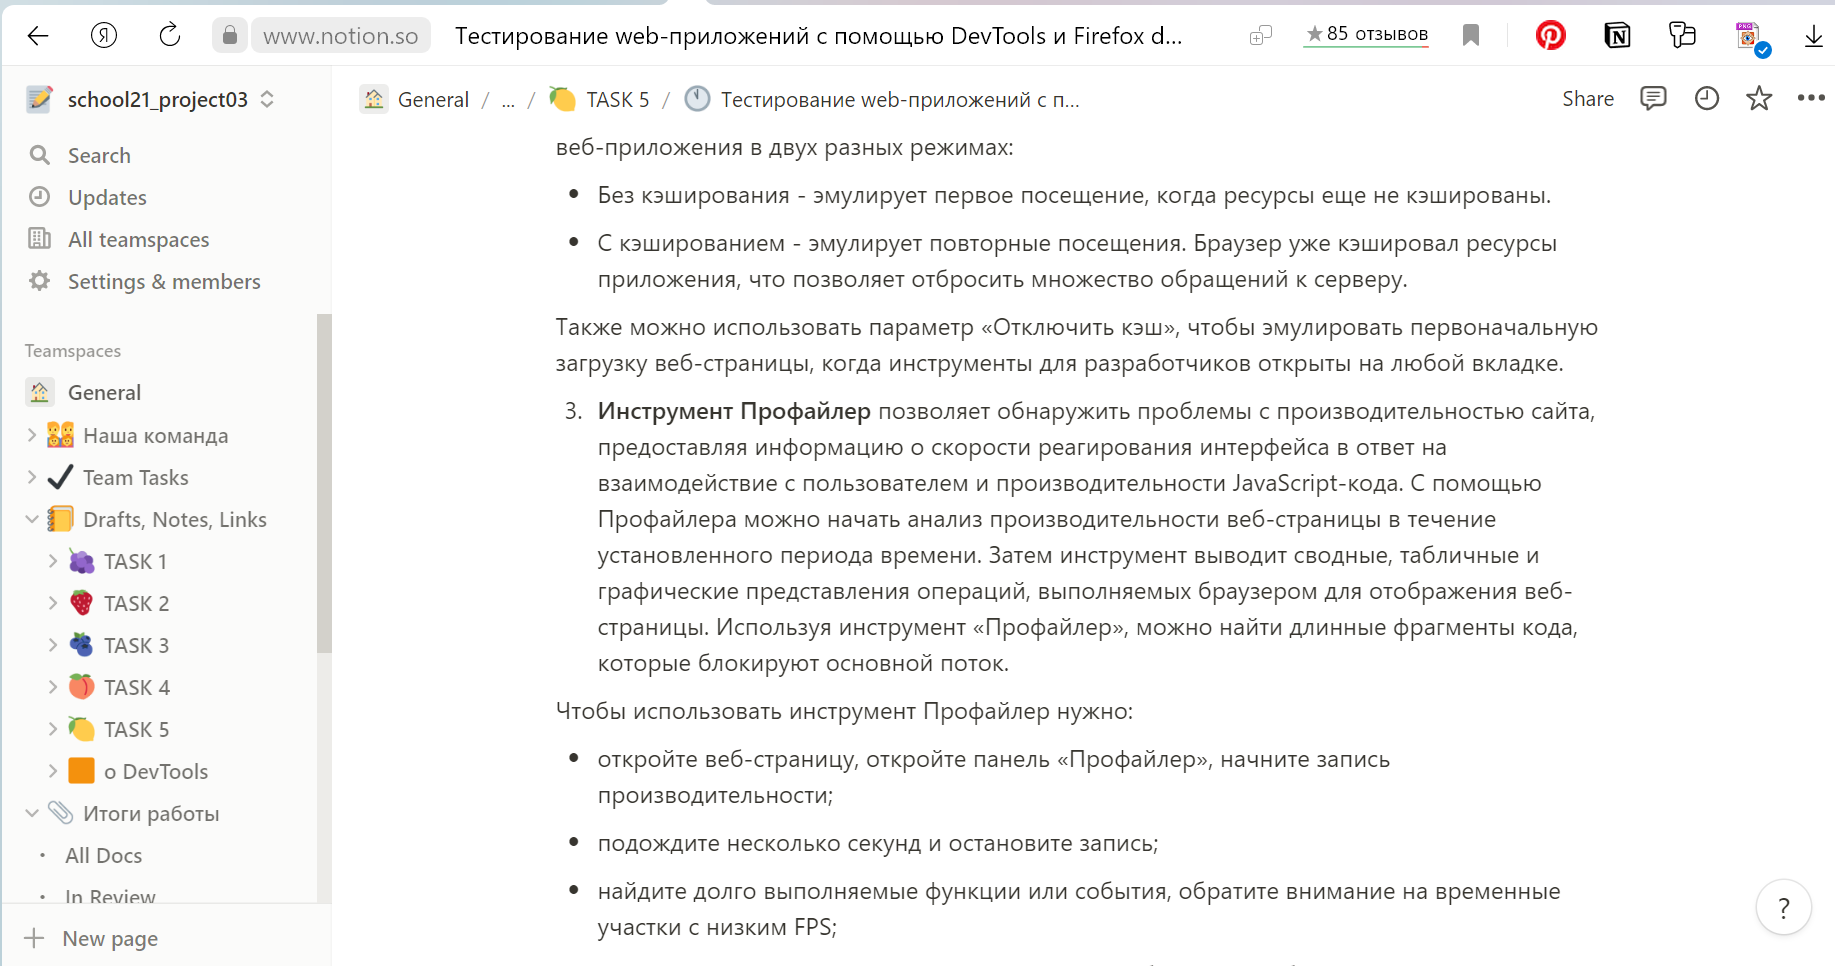 www.notion.so Тестирование web-приложений с помощью DevTools и Firefox d... ★85 отзывов
school21_project03
Search
Updates
All teamspaces
Settings & members
Teamspaces
General
Наша команда
Team Tasks
Drafts, Notes, Links
TASK 1
TASK 2
TASK 3
TASK 4
TASK 5
о DevTools
Итоги работы
All Docs
In Review
New page
General / ... / TASK 5 / Тестирование web-приложений с п...
Share
веб-приложения в двух разных режимах:
• Без кэширования - эмулирует первое посещение, когда ресурсы еще не кэшированы.
• С кэшированием - эмулирует повторные посещения. Браузер уже кэшировал ресурсы
приложения, что позволяет отбросить множество обращений к серверу.
Также можно использовать параметр «Отключить кэш», чтобы эмулировать первоначальную
загрузку веб-страницы, когда инструменты для разработчиков открыты на любой вкладке.
3. Инструмент Профайлер позволяет обнаружить проблемы с производительностью сайта,
предоставляя информацию о скорости реагирования интерфейса в ответ на
взаимодействие с пользователем и производительности JavaScript-кода. С помощью
Профайлера можно начать анализ производительности веб-страницы в течение
установленного периода времени. Затем инструмент выводит сводные, табличные и
графические представления операций, выполняемых браузером для отображения веб-
страницы. Используя инструмент «Профайлер», можно найти длинные фрагменты кода,
которые блокируют основной поток.
Чтобы использовать инструмент Профайлер нужно:
• откройте веб-страницу, откройте панель «Профайлер», начните запись
производительности;
• подождите несколько секунд и остановите запись;
• найдите долго выполняемые функции или события, обратите внимание на временные
участки с низким FPS;
?